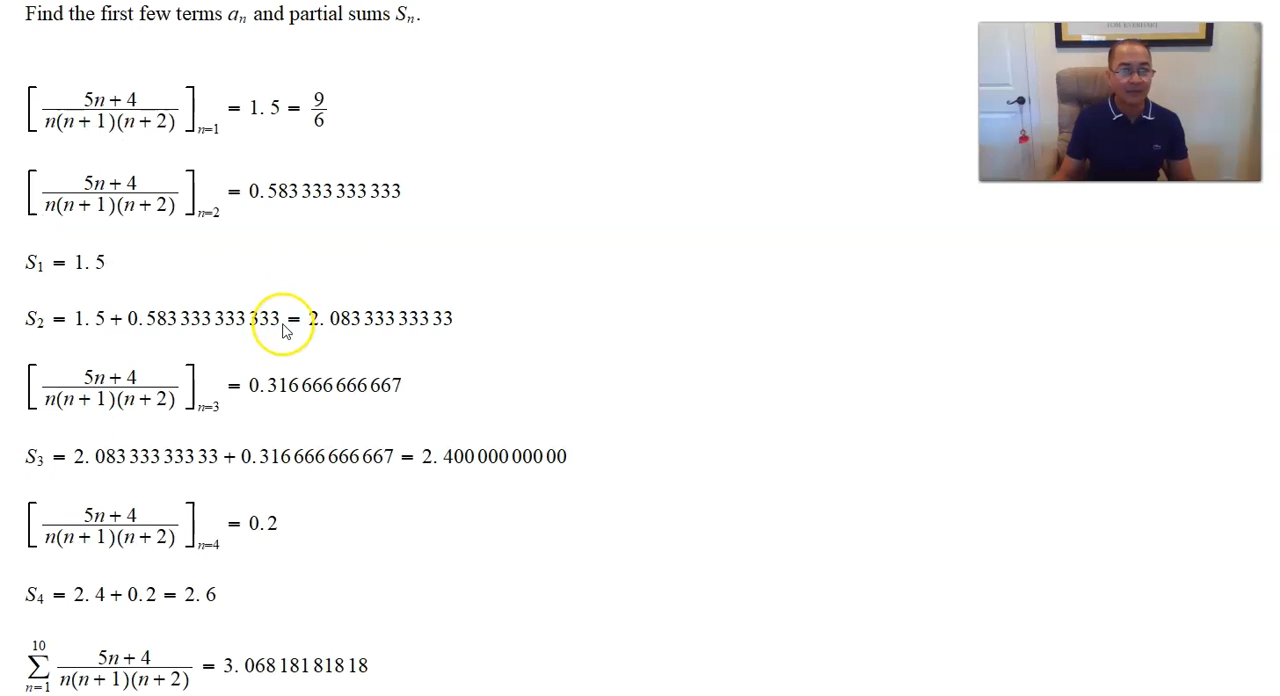 Find the first few terms aₙ and partial sums Sₙ.
[ (5n + 4) / (n(n + 1)(n + 2)) ]ₙ₌₁ = 1. 5 = 9/6
[ (5n + 4) / (n(n + 1)(n + 2)) ]ₙ₌₂ = 0. 583 333 333 333
S₁ = 1. 5
S₂ = 1. 5 + 0. 583 333 333 333 = 2. 083 333 333 33
[ (5n + 4) / (n(n + 1)(n + 2)) ]ₙ₌₃ = 0. 316 666 666 667
S₃ = 2. 083 333 333 33 + 0. 316 666 666 667 = 2. 400 000 000 00
[ (5n + 4) / (n(n + 1)(n + 2)) ]ₙ₌₄ = 0. 2
S₄ = 2. 4 + 0. 2 = 2. 6
∑ₙ₌₁¹⁰ (5n + 4) / (n(n + 1)(n + 2)) = 3. 068 181 818 18